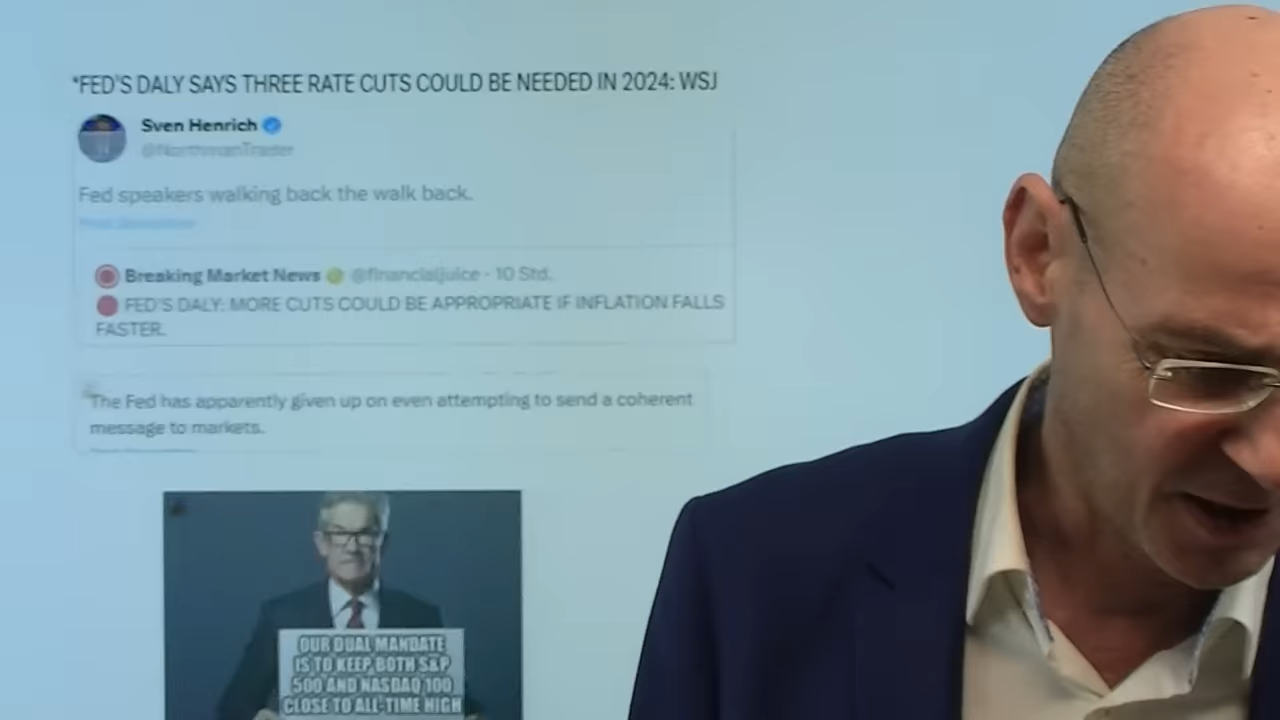 *FED'S DALY SAYS THREE RATE CUTS COULD BE NEEDED IN 2024: WSJ
Sven Henrich
@NorthmanTrader
Fed speakers walking back the walk back.
Breaking Market News @financialjuice · 10 Std.
FED'S DALY: MORE CUTS COULD BE APPROPRIATE IF INFLATION FALLS
FASTER.
The Fed has apparently given up on even attempting to send a coherent
message to markets.
OUR DUAL MANDATE
IS TO KEEP BOTH S&P
500 AND NASDAQ 100
CLOSE TO ALL-TIME HIGH